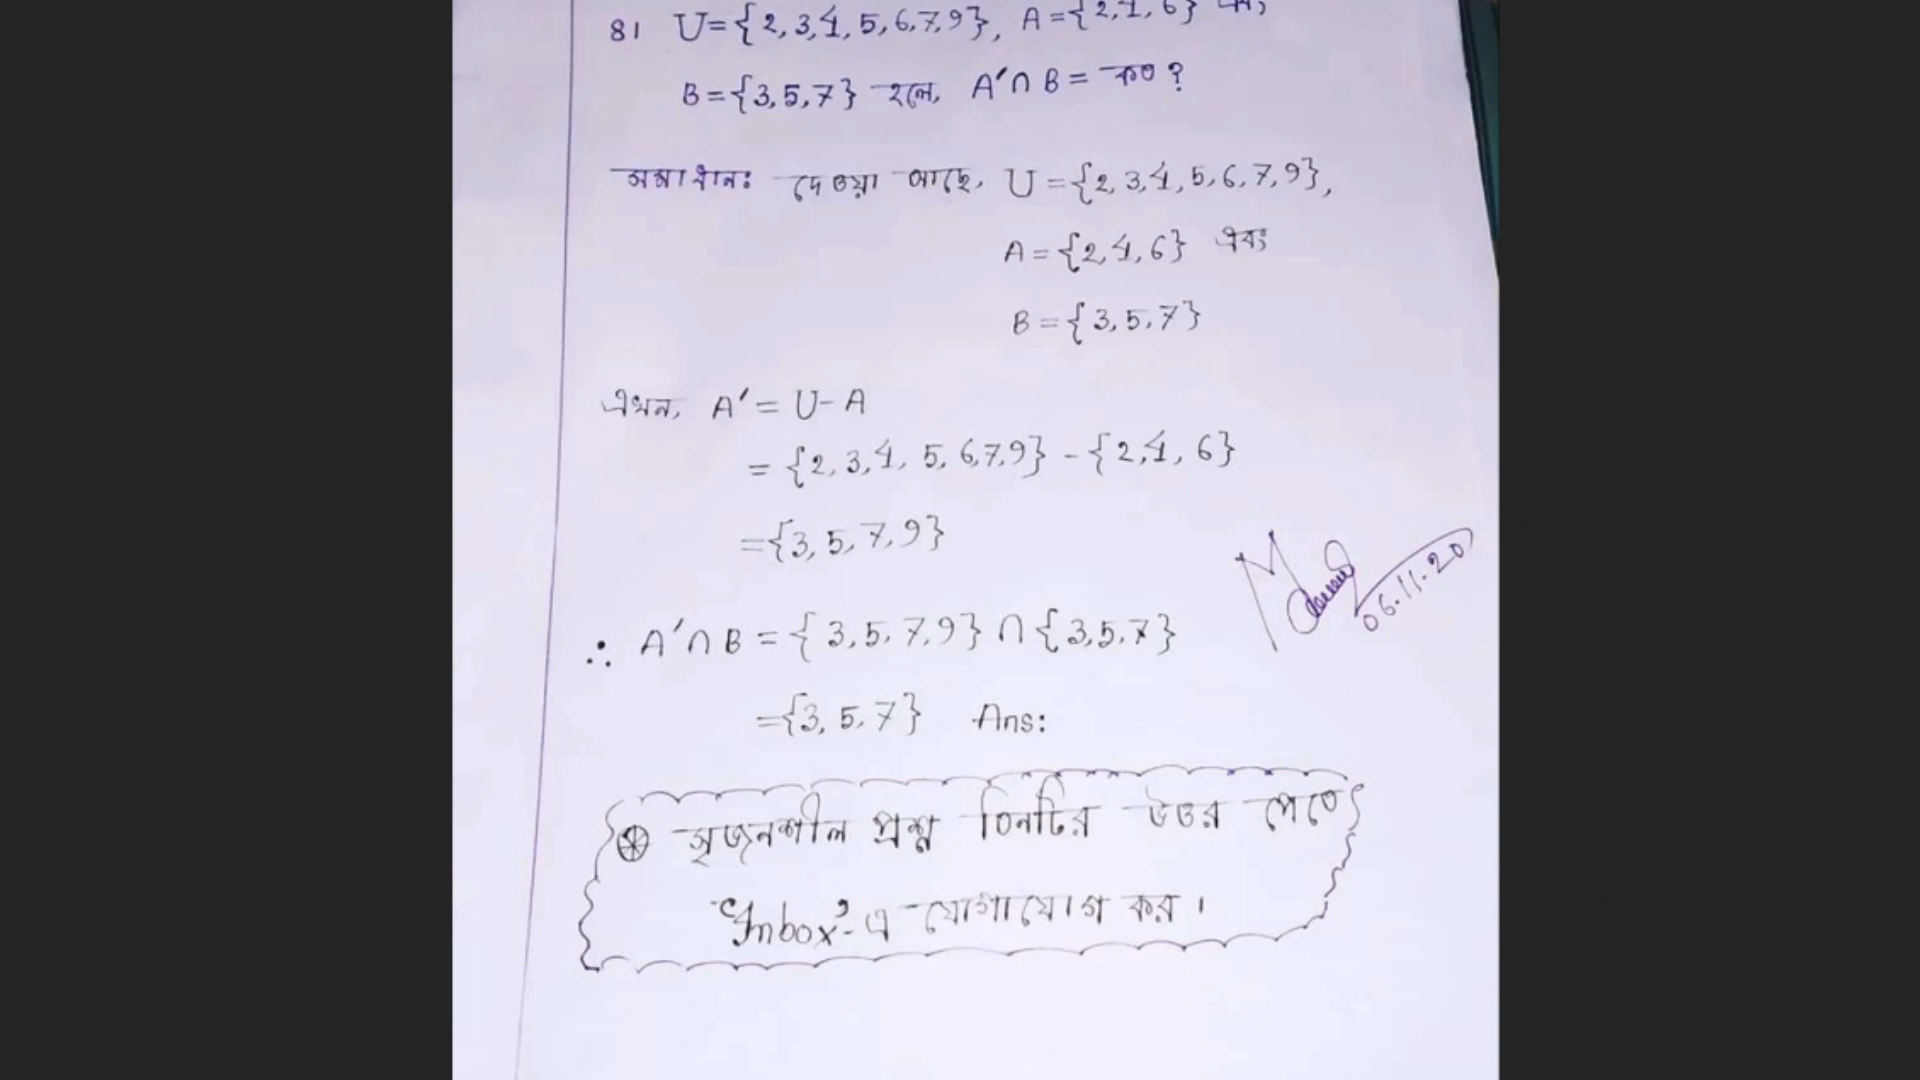 ৪। U={2,3,4,5,6,7,9}, A={2,4,6} এবং
B={3,5,7} হলে, A′∩B= কত ?
সমাধানঃ দেওয়া আছে, U={2,3,4,5,6,7,9},
A={2,4,6} এবং
B={3,5,7}
এখন, A′= U-A
= {2,3,4,5,6,7,9} - {2,4,6}
={3,5,7,9}
∴ A′∩B={3,5,7,9}∩{3,5,7}
={3,5,7} Ans:
06.11.20
সৃজনশীল প্রশ্ন তিনটির উত্তর পেতে
Inbox-এ যোগাযোগ কর।